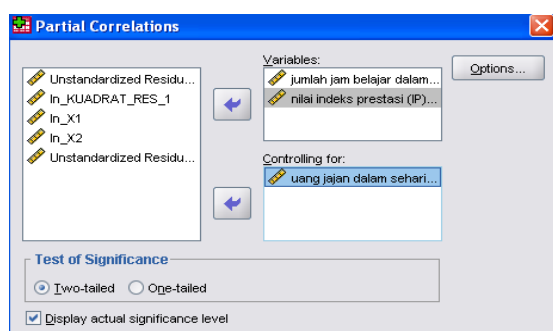 Partial Correlations
Unstandardized Residu...
ln_KUADRAT_RES_1
ln_X1
ln_X2
Unstandardized Residu...
Variables:
jumlah jam belajar dalam...
nilai indeks prestasi (IP)...
Options...
Controlling for:
uang jajan dalam sehari...
Test of Significance
Two-tailed
One-tailed
Display actual significance level